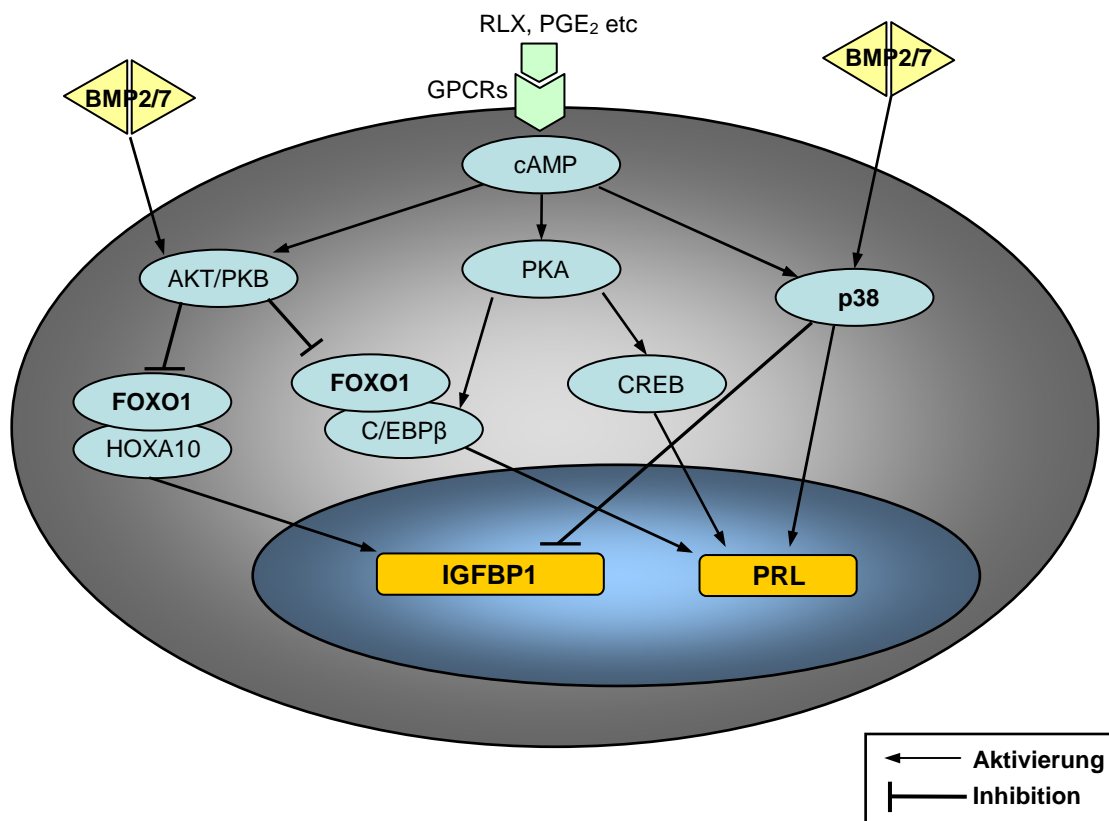 RLX, PGE₂ etc
BMP2/7
BMP2/7
GPCRs
cAMP
AKT/PKB
PKA
p38
FOXO1
FOXO1
CREB
HOXA10
C/EBPβ
IGFBP1
PRL
Aktivierung
Inhibition